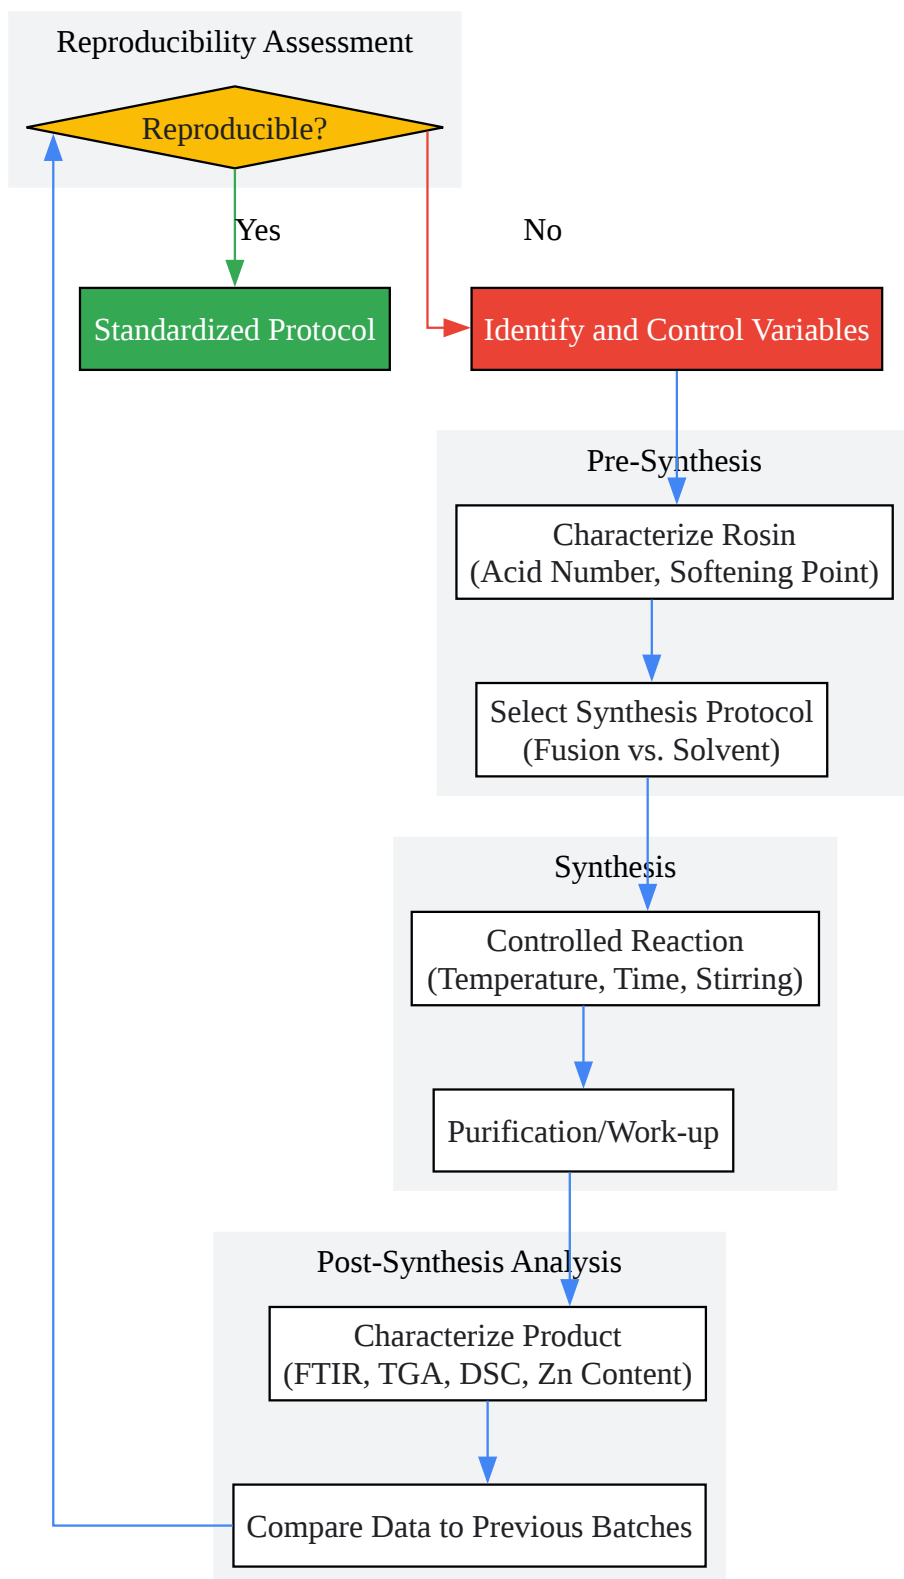 Reproducibility Assessment
Reproducible?
Yes
No
Standardized Protocol
Identify and Control Variables
Pre-Synthesis
Characterize Rosin
(Acid Number, Softening Point)
Select Synthesis Protocol
(Fusion vs. Solvent)
Synthesis
Controlled Reaction
(Temperature, Time, Stirring)
Purification/Work-up
Post-Synthesis Analysis
Characterize Product
(FTIR, TGA, DSC, Zn Content)
Compare Data to Previous Batches